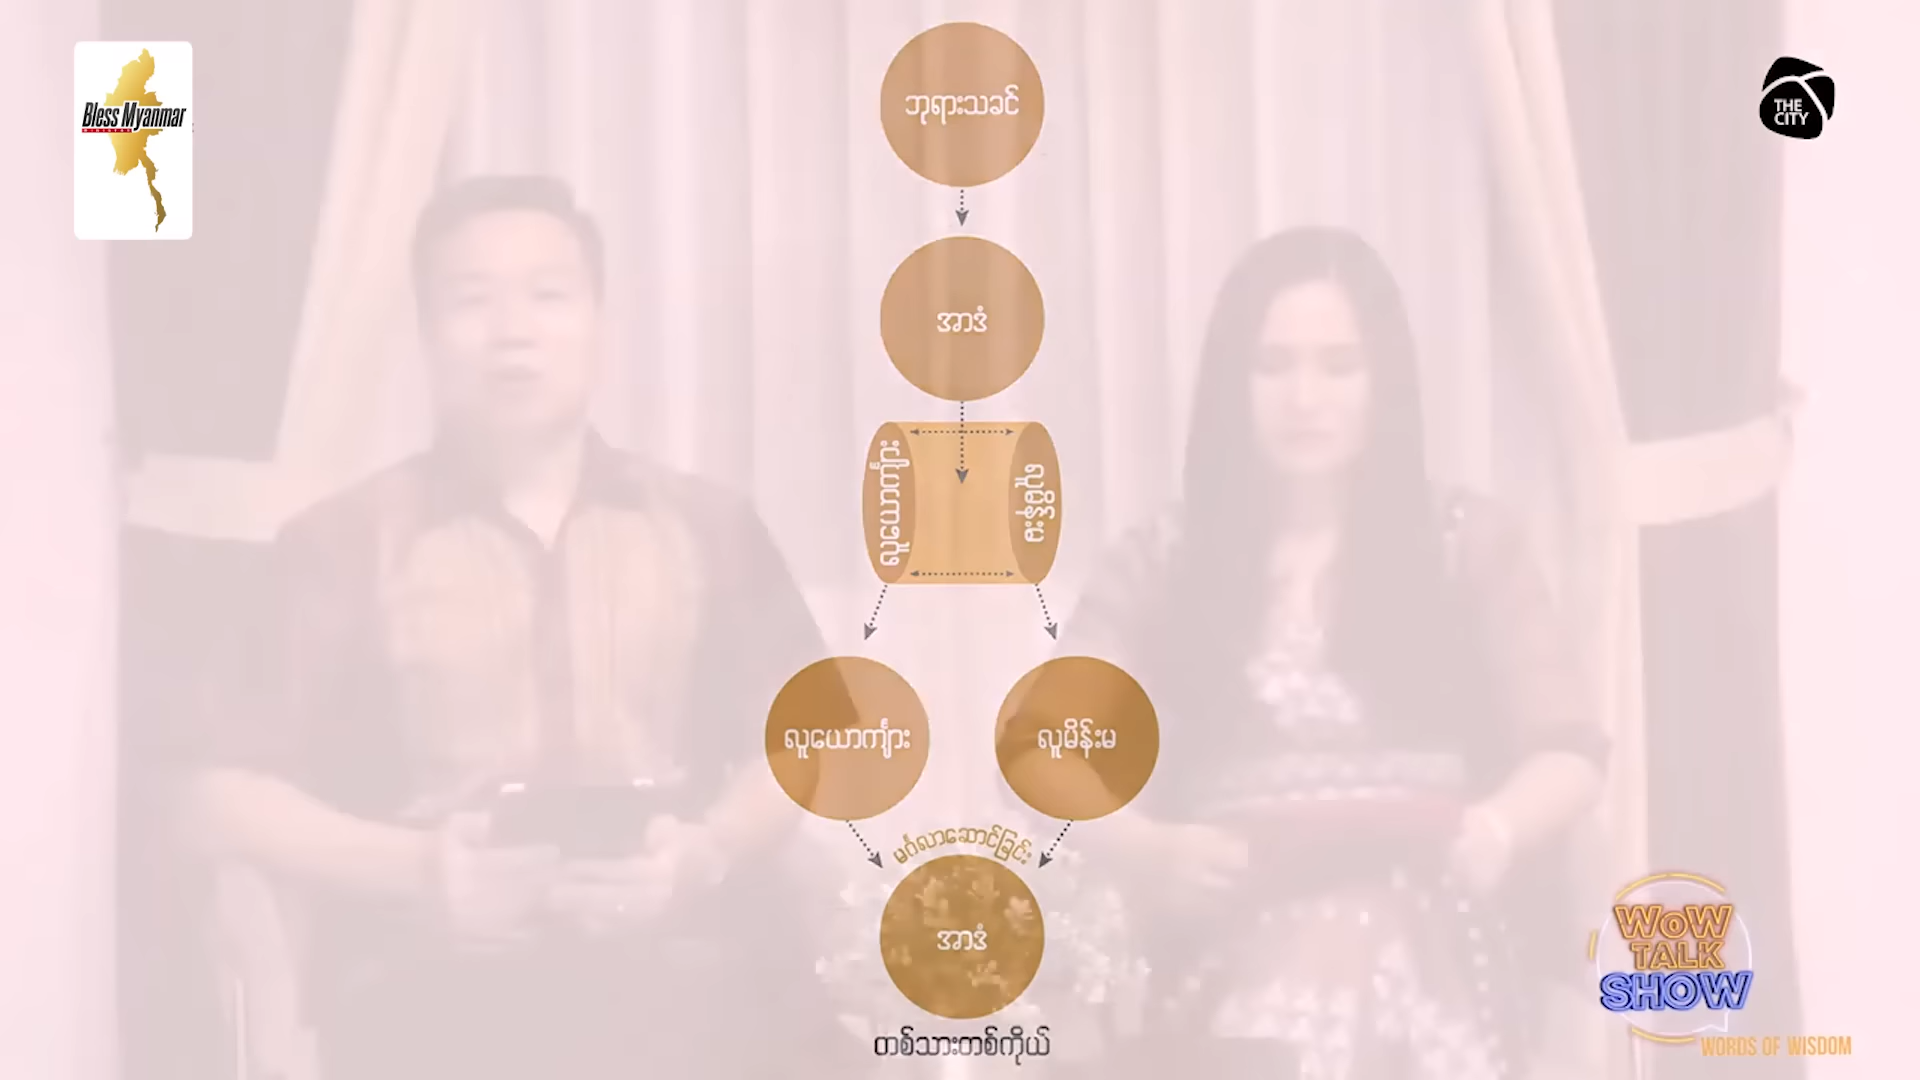 Bless Myanmar
THE
CITY
ဘုရားသခင်
အာဒံ
လူယောကျ်ား
လူယောကျ်ား
လူမိန်းမ
မင်္ဂလာဆောင်ခြင်း
အာဒံ
တစ်သားတစ်ကိုယ်
WOW
TALK
SHOW
WORDS OF WISDOM